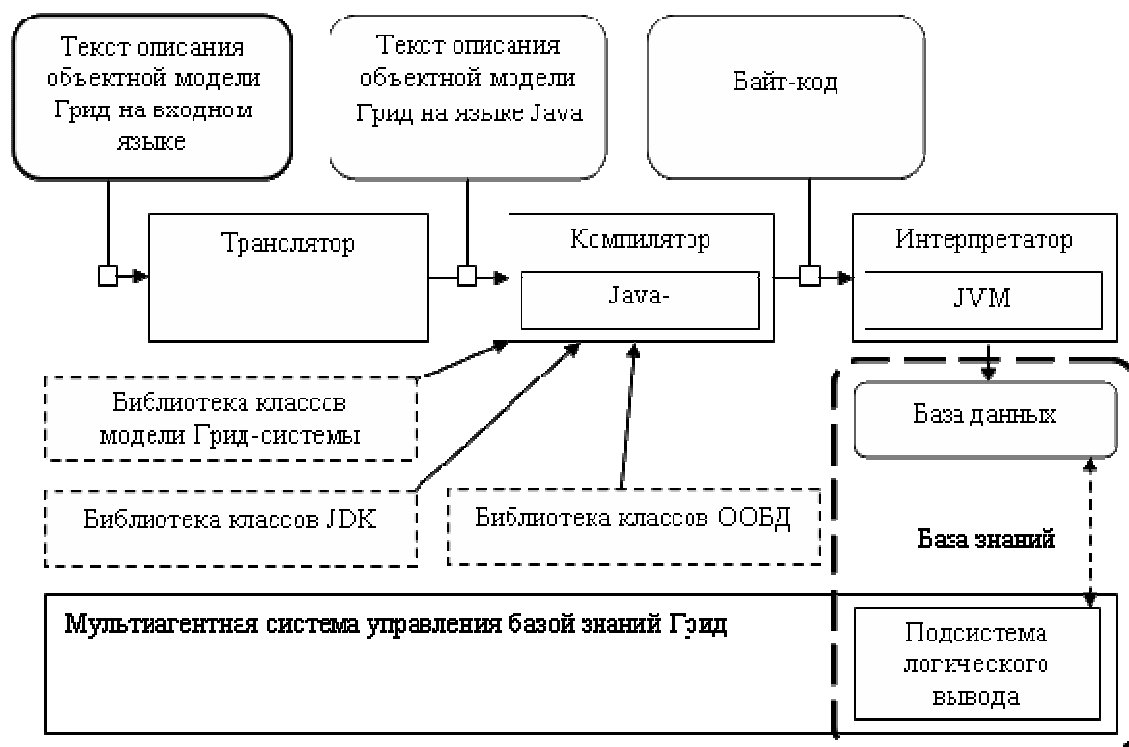 Текст описания
объектной модели
Грид на входном
языке
Текст описания
объектной модели
Грид на языке Java
Байт-код
Транслятор
Компилятор
Java-
Интерпретатор
JVM
Библиотека классов
модели Грид-системы
База данных
Библиотека классов JDK
Библиотека классов ООБД
База знаний
Мультиагентная система управления базой знаний Грид
Подсистема
логического
вывода